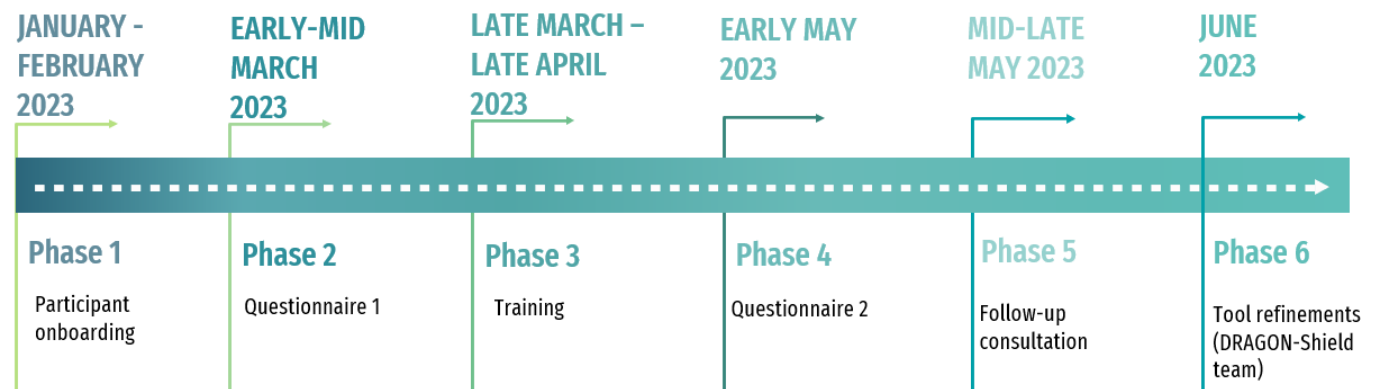 JANUARY -
FEBRUARY
2023
EARLY-MID
MARCH
2023
LATE MARCH –
LATE APRIL
2023
EARLY MAY
2023
MID-LATE
MAY 2023
JUNE
2023
Phase 1
Participant
onboarding
Phase 2
Questionnaire 1
Phase 3
Training
Phase 4
Questionnaire 2
Phase 5
Follow-up
consultation
Phase 6
Tool refinements
(DRAGON-Shield
team)